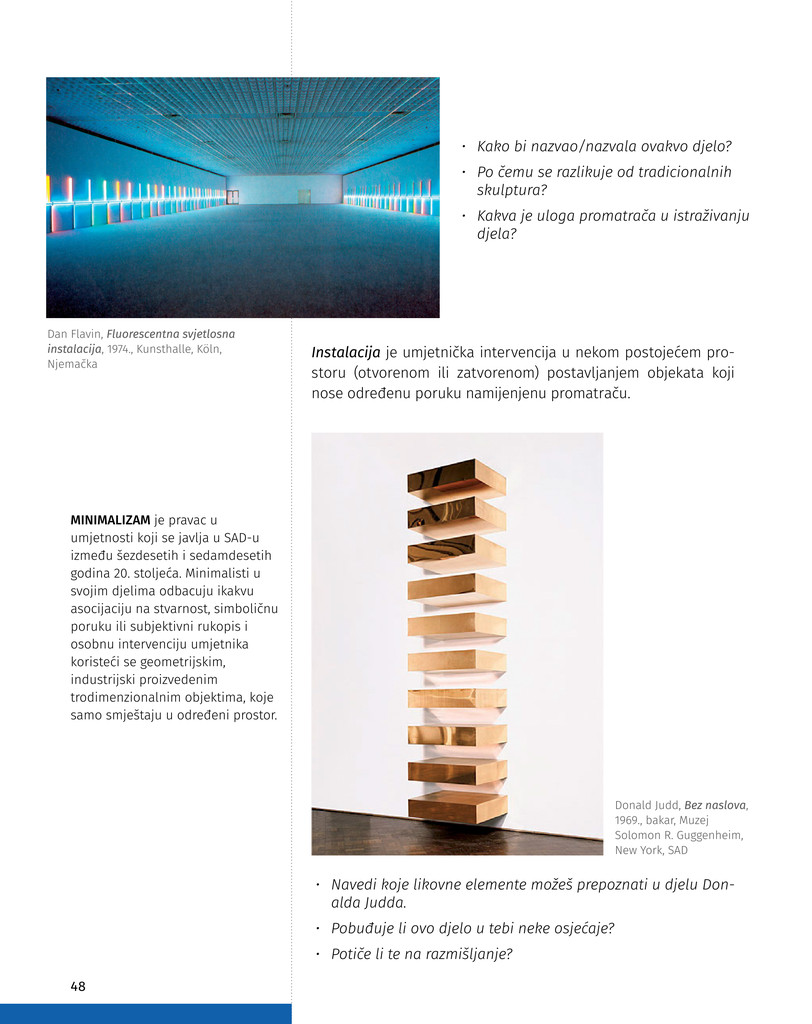 • Kako bi nazvao/nazvala ovakvo djelo?
• Po čemu se razlikuje od tradicionalnih
skulptura?
• Kakva je uloga promatrača u istraživanju
djela?
Dan Flavin, Fluorescentna svjetlosna
instalacija, 1974., Kunsthalle, Köln,
Njemačka
Instalacija je umjetnička intervencija u nekom postojećem pro-
storu (otvorenom ili zatvorenom) postavljanjem objekata koji
nose određenu poruku namijenjenu promatraču.
MINIMALIZAM je pravac u
umjetnosti koji se javlja u SAD-u
između šezdesetih i sedamdesetih
godina 20. stoljeća. Minimalisti u
svojim djelima odbacuju ikakvu
asocijaciju na stvarnost, simboličnu
poruku ili subjektivni rukopis i
osobnu intervenciju umjetnika
koristeći se geometrijskim,
industrijski proizvedenim
trodimenzionalnim objektima, koje
samo smještaju u određeni prostor.
Donald Judd, Bez naslova,
1969., bakar, Muzej
Solomon R. Guggenheim,
New York, SAD
• Navedi koje likovne elemente možeš prepoznati u djelu Don-
alda Judda.
• Pobuđuje li ovo djelo u tebi neke osjećaje?
• Potiče li te na razmišljanje?
48